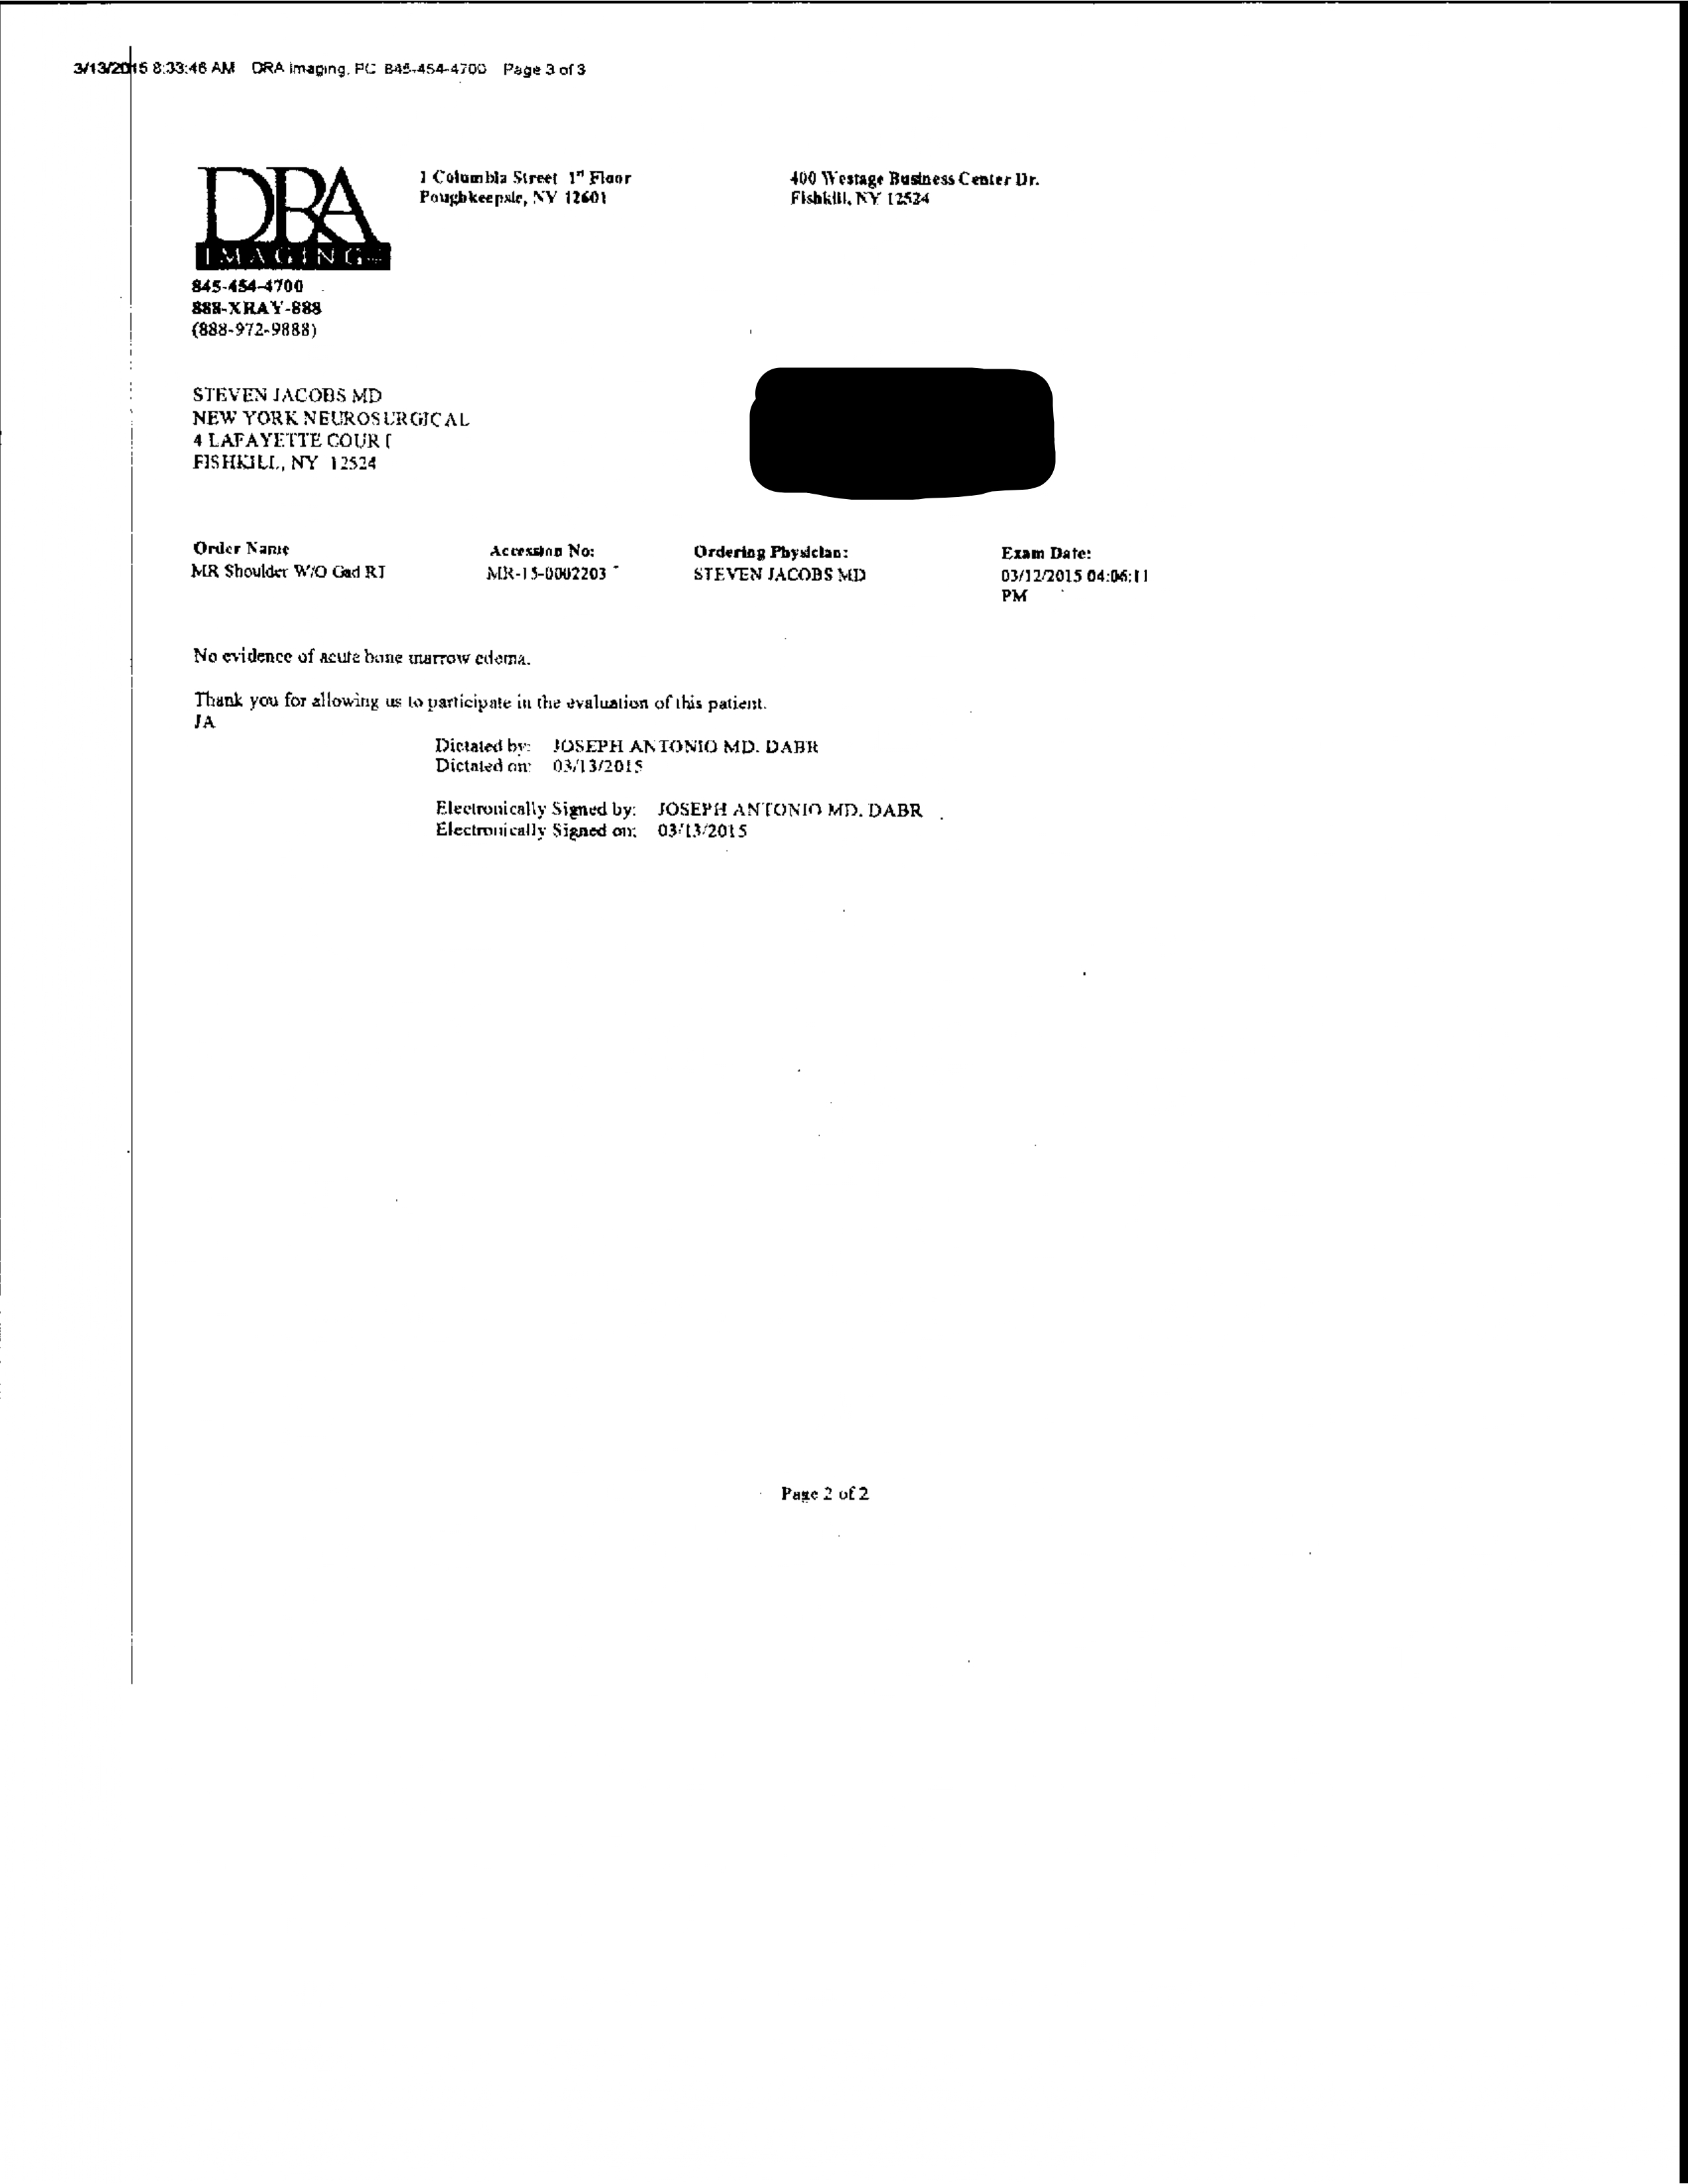 3/13/2015 8:33:46 AM DRA Imaging, PC 845-454-4700 Page 3 of 3
DRA
IMAGING
1 Columbia Street 1st Floor
Poughkeepsie, NY 12601
400 Westage Business Center Dr.
Fishkill, NY 12524
845-454-4700
888-XRAY-888
(888-972-9888)
STEVEN JACOBS MD
NEW YORK NEUROSURGICAL
4 LAFAYETTE COURT
FISHKILL, NY 12524
Order Name Accession No: Ordering Physician: Exam Date:
MR Shoulder W/O Gad RT MR-15-0002203 STEVEN JACOBS MD 03/12/2015 04:06:11
PM
No evidence of acute bone marrow edema.
Thank you for allowing us to participate in the evaluation of this patient.
JA
Dictated by: JOSEPH ANTONIO MD. DABR
Dictated on: 03/13/2015
Electronically Signed by: JOSEPH ANTONIO MD. DABR
Electronically Signed on: 03/13/2015
Page 2 of 2